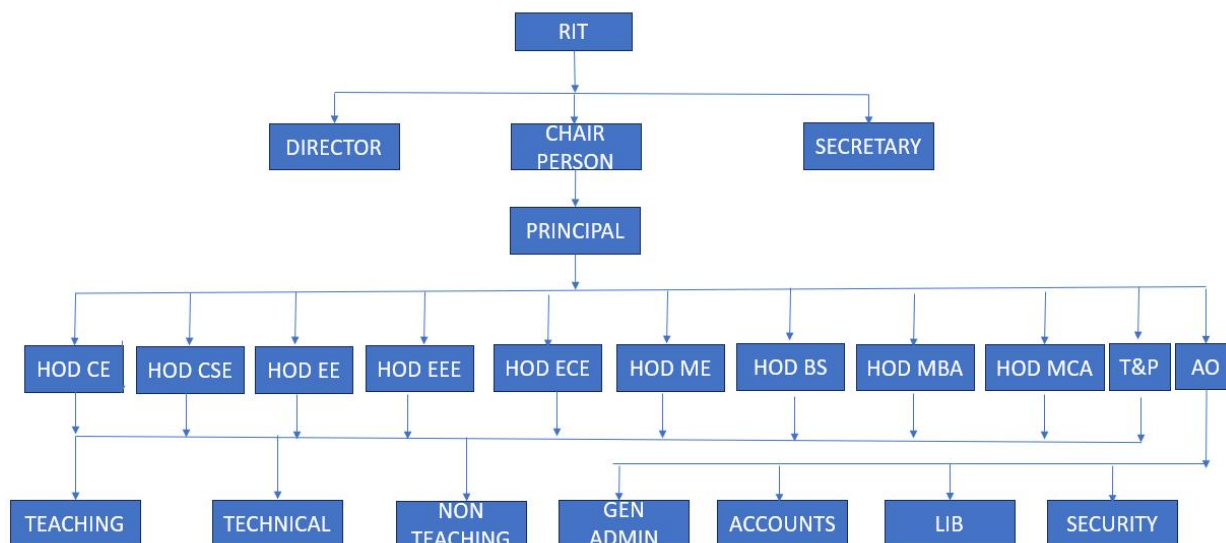 RIT
DIRECTOR
CHAIR
PERSON
SECRETARY
PRINCIPAL
HOD CE
HOD CSE
HOD EE
HOD EEE
HOD ECE
HOD ME
HOD BS
HOD MBA
HOD MCA
T&P
AO
TEACHING
TECHNICAL
NON
TEACHING
GEN
ADMIN
ACCOUNTS
LIB
SECURITY